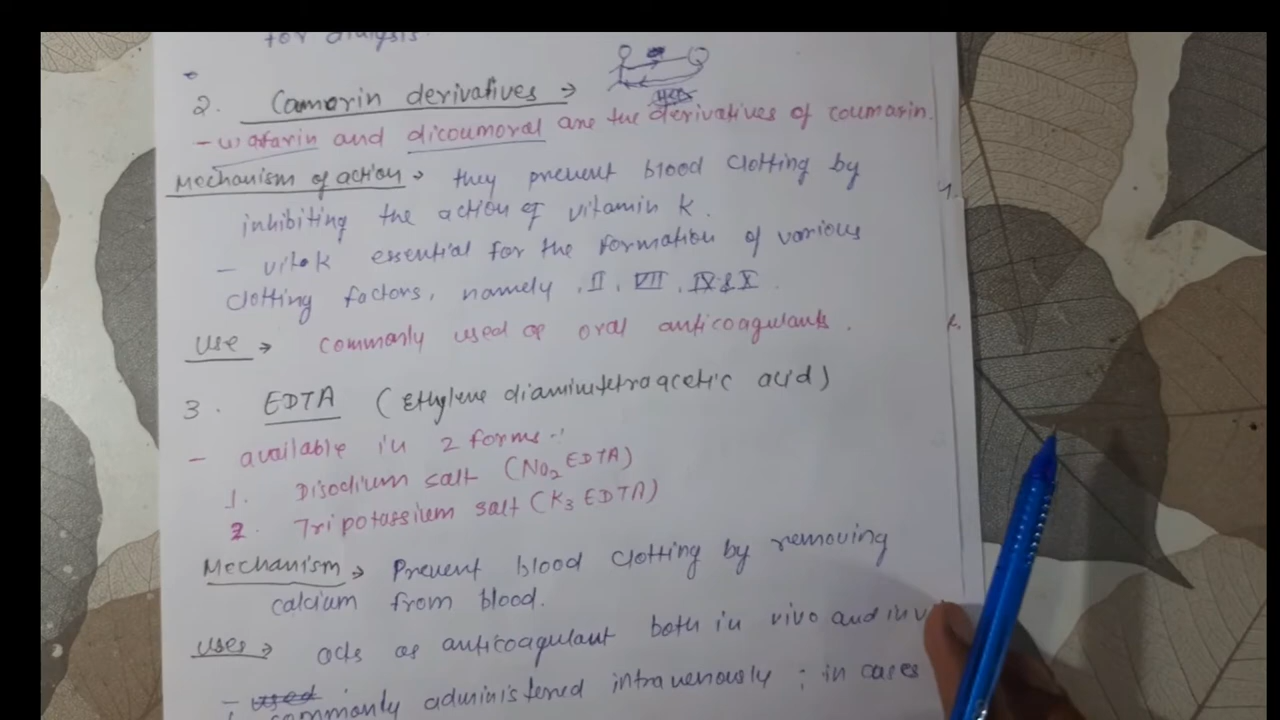 for dialysis.
2. Camorin derivatives →
- warfarin and dicoumoral are the derivatives of coumarin.
Mechanism of action → they prevent blood clotting by
inhibiting the action of vitamin k.
- vit k essential for the formation of various
clotting factors, namely, II, VII, IX & X.
Use → commonly used as oral anticoagulants.
3. EDTA (Ethylene diaminetetraacetic acid)
- available in 2 forms :
1. Disodium salt (No2 EDTA)
2. Tripotassium salt (K3 EDTA)
Mechanism → Prevent blood clotting by removing
calcium from blood.
Uses → acts as anticoagulant both in vivo and in v
- commonly administered intravenously ; in cases